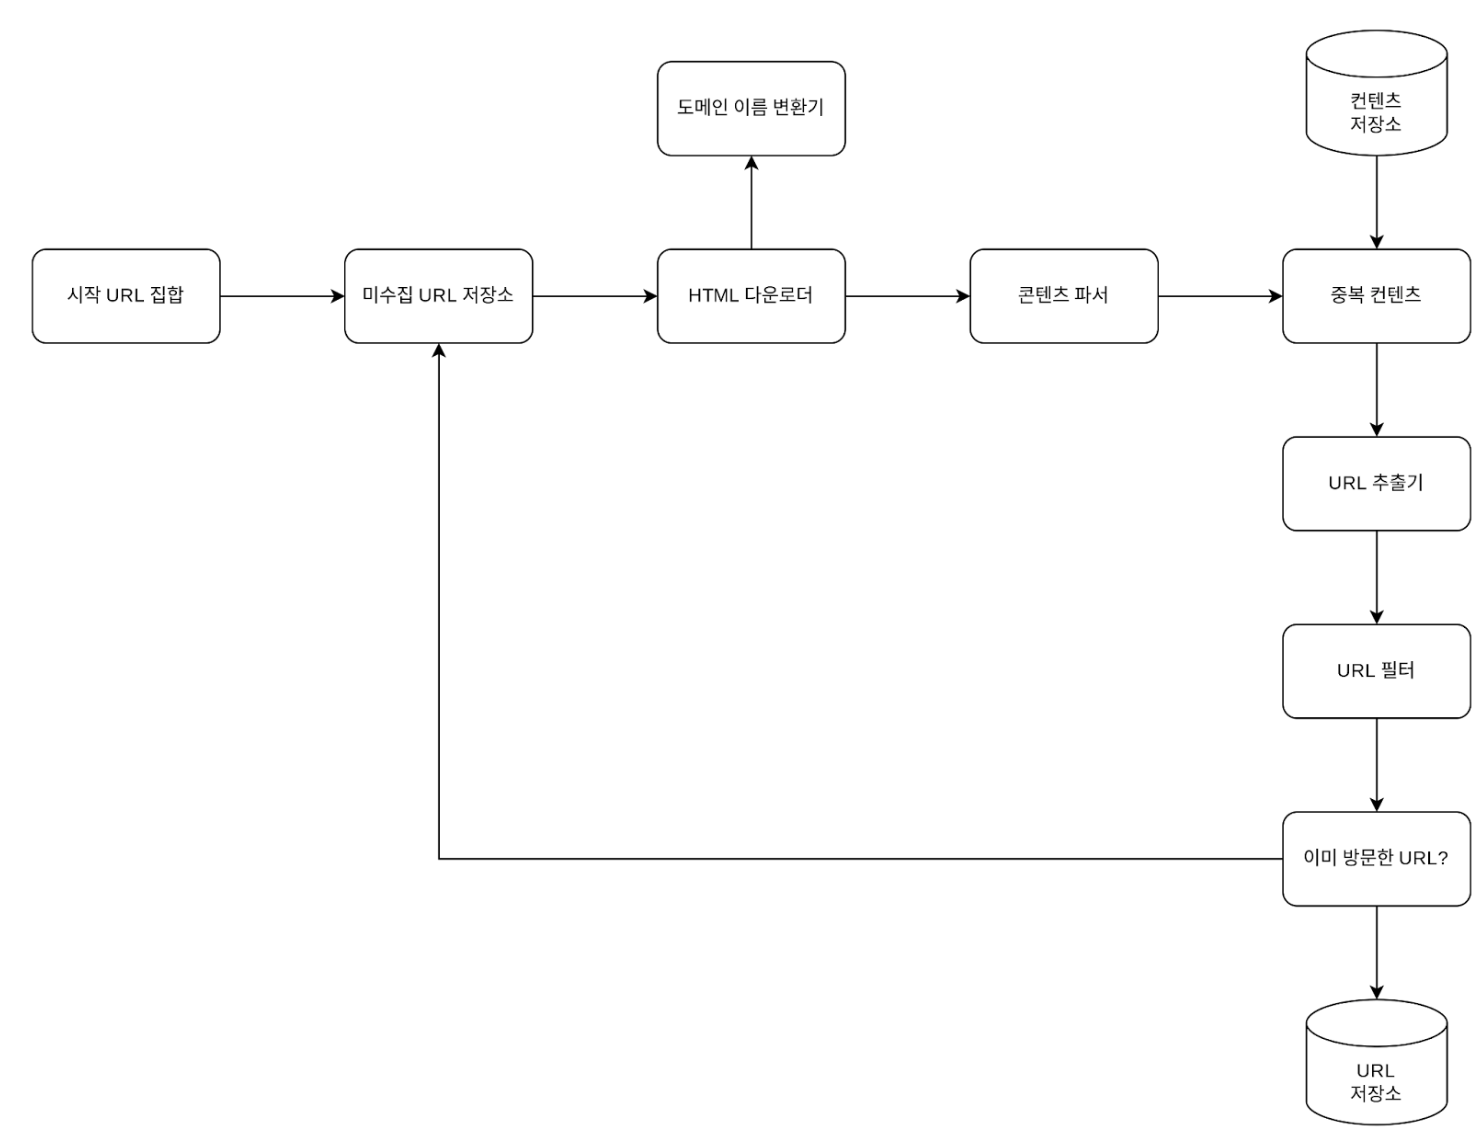 컨텐츠
저장소
도메인 이름 변환기
시작 URL 집합
미수집 URL 저장소
HTML 다운로더
콘텐츠 파서
중복 컨텐츠
URL 추출기
URL 필터
이미 방문한 URL?
URL
저장소